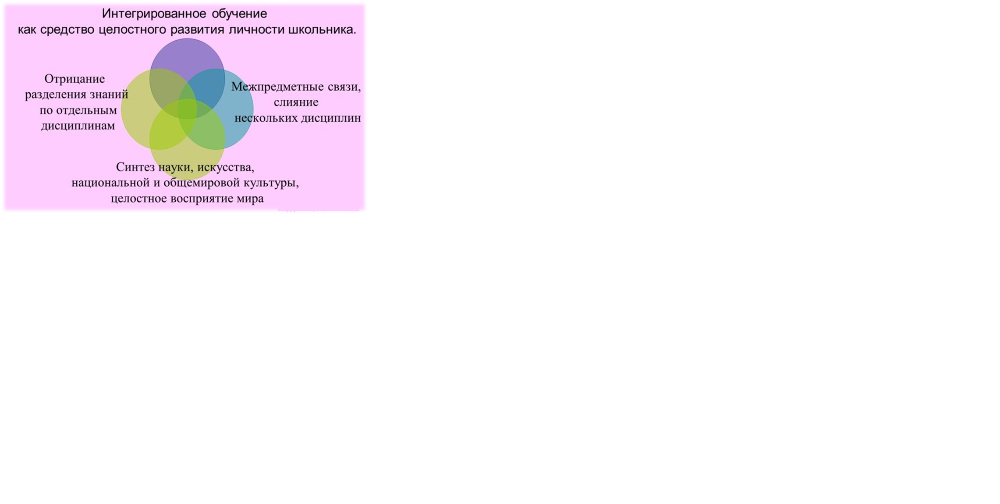 Интегрированное обучение
как средство целостного развития личности школьника.
Отрицание
разделения знаний
по отдельным
дисциплинам
Межпредметные связи,
слияние
нескольких дисциплин
Синтез науки, искусства,
национальной и общемировой культуры,
целостное восприятие мира